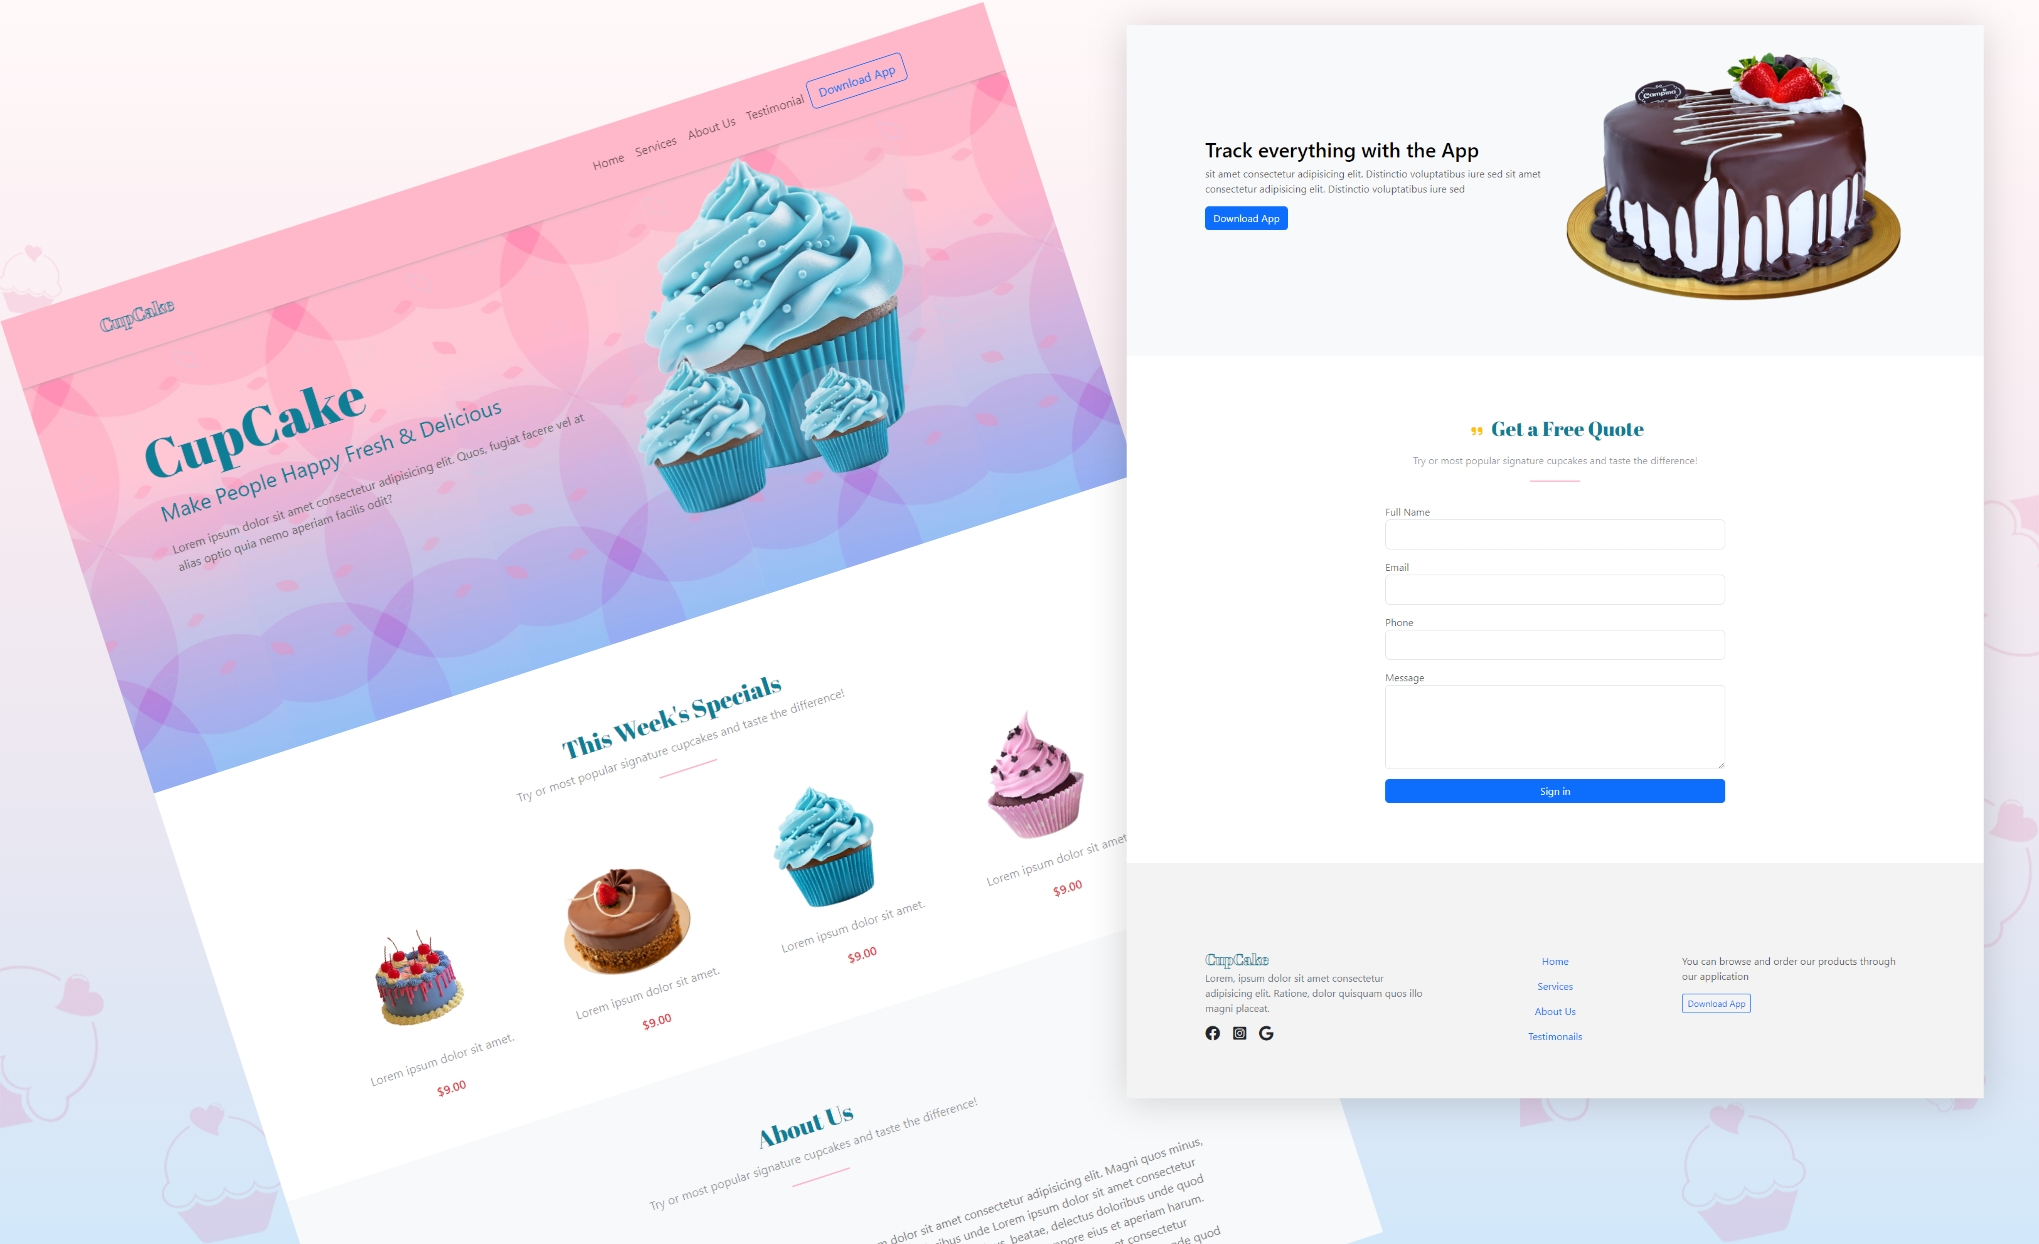 Home Services About Us Testimonial Download App
CupCake
CupCake
Make People Happy Fresh & Delicious
Lorem ipsum dolor sit amet consectetur adipisicing elit. Quos, fugiat facere vel at
alias optio quia nemo aperiam facilis odit?
This Week's Specials
Try or most popular signature cupcakes and taste the difference!
Lorem ipsum dolor sit amet.
$9.00
Lorem ipsum dolor sit amet.
$9.00
Lorem ipsum dolor sit amet.
$9.00
Lorem ipsum dolor sit amet
$9.00
About Us
Try or most popular signature cupcakes and taste the difference!
dolor sit amet consectetur adipisicing elit. Magni quos minus,
unde Lorem ipsum dolor sit amet consectetur
beatae, delectus doloribus unde quod
eius et aperiam harum.
consectetur
quod
Campina
Track everything with the App
sit amet consectetur adipisicing elit. Distinctio voluptatibus iure sed sit amet
consectetur adipisicing elit. Distinctio voluptatibus iure sed
Download App
Get a Free Quote
Try or most popular signature cupcakes and taste the difference!
Full Name
Email
Phone
Message
Sign in
CupCake
Lorem, ipsum dolor sit amet consectetur
adipisicing elit. Ratione, dolor quisquam quos illo
magni placeat.
Home
Services
About Us
Testimonails
You can browse and order our products through
our application
Download App